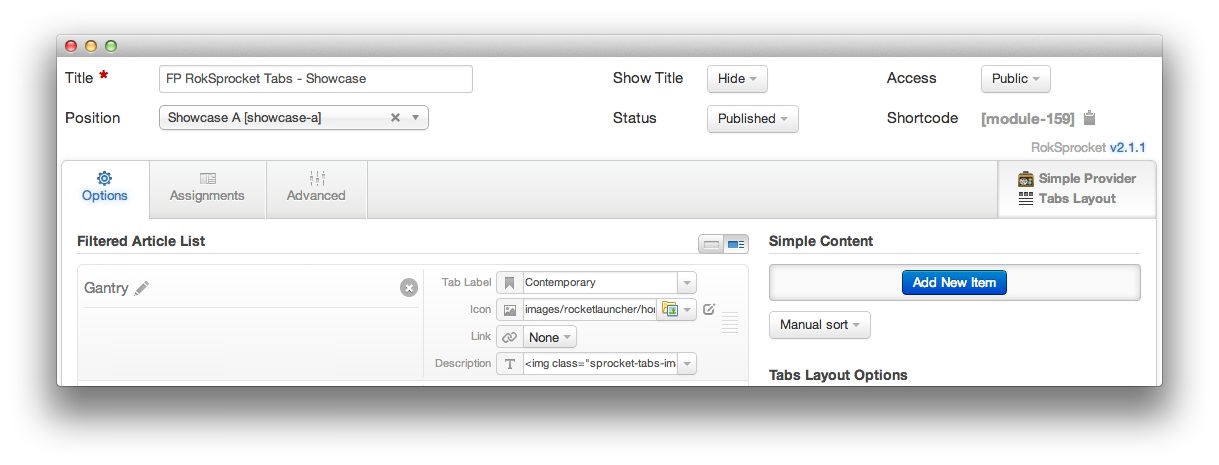 Title * FP RokSprocket Tabs - Showcase Show Title Hide Access Public
Position Showcase A [showcase-a] Status Published Shortcode [module-159]
RokSprocket v2.1.1
Options Assignments Advanced Simple Provider
Tabs Layout
Filtered Article List Simple Content
Gantry Tab Label Contemporary Add New Item
Icon images/rocketlauncher/ho
Link None Manual sort
Description T <img class="sprocket-tabs-im
Tabs Layout Options